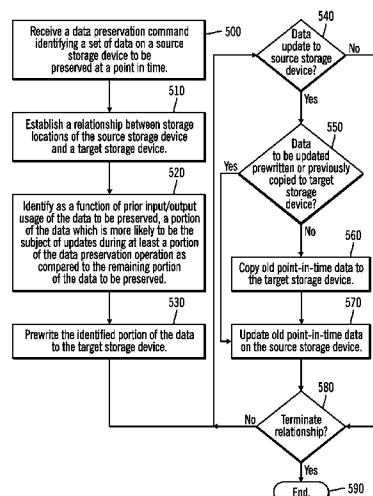 Receive a data preservation command
identifying a set of data on a source
storage device to be
preserved at a point in time.
500
510
Establish a relationship between storage
locations of the source storage device
and a target storage device.
520
Identify as a function of prior input/output
usage of the data to be preserved, a portion
of the data which is more likely to be the
subject of updates during at least a portion
of the data preservation operation as
compared to the remaining portion
of the data to be preserved.
530
Prewrite the identified portion of the data
to the target storage device.
540
Data
update to
source storage
device?
No
Yes
550
Data
to be updated
prewritten or previously
copied to target
storage
device?
Yes
No
560
Copy old point-in-time data to
the target storage device.
570
Update old point-in-time data
on the source storage device.
580
Terminate
relationship?
No
Yes
End.
590